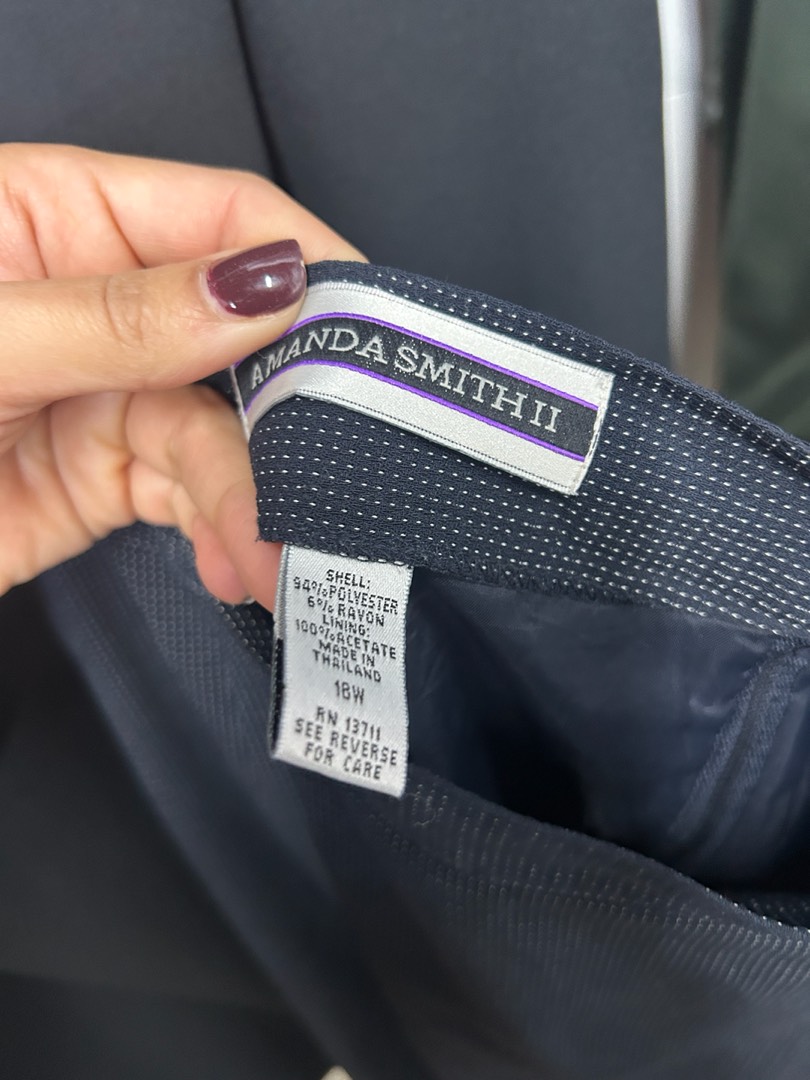 AMANDA SMITH II
SHELL:
94%POLYESTER
6%RAYON
LINING:
100%ACETATE
MADE IN
THAILAND
18W
RN 13711
SEE REVERSE
FOR CARE